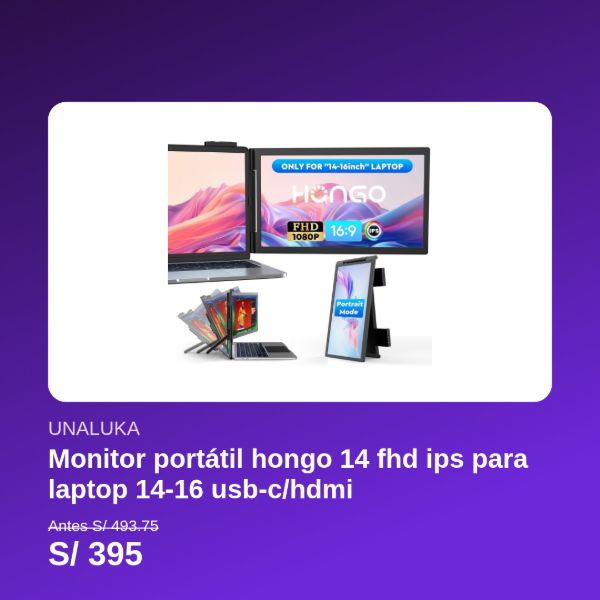 ONLY FOR "14-16inch" LAPTOP
HONGO
FHD
1080P
16:9
IPS
Portrait
Mode
UNALUKA
Monitor portátil hongo 14 fhd ips para
laptop 14-16 usb-c/hdmi
Antes S/ 493.75
S/ 395